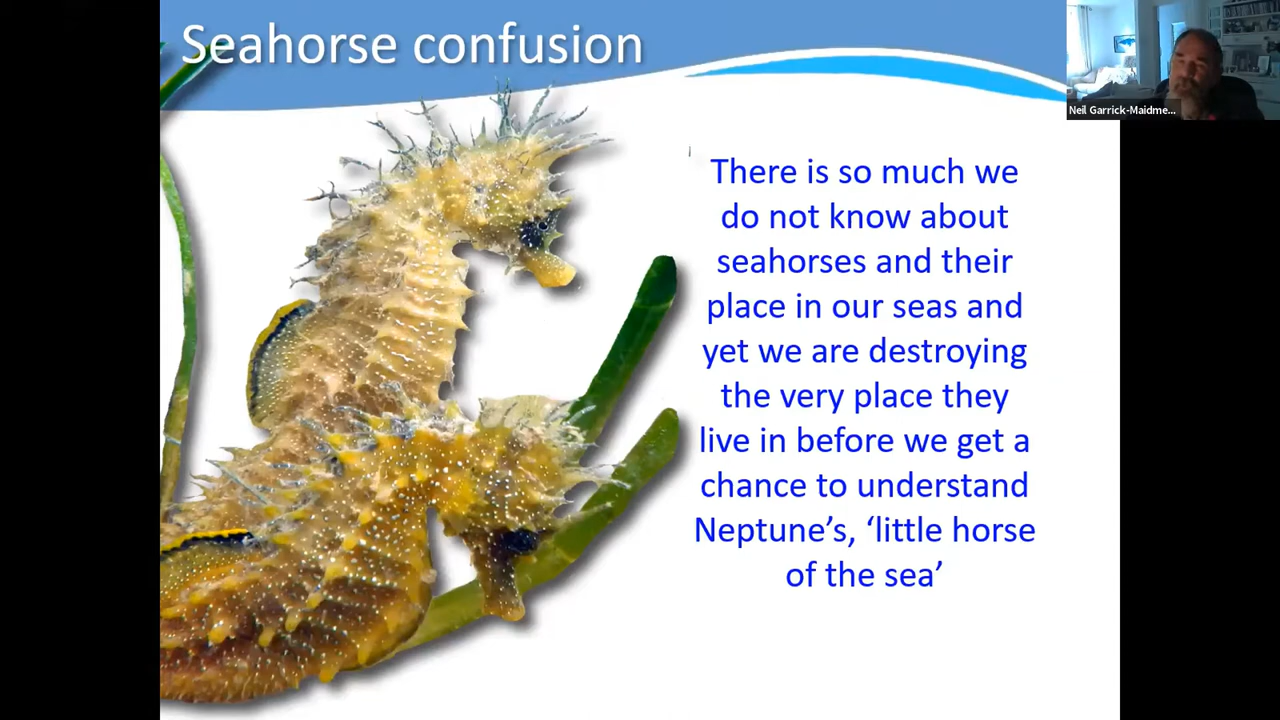 Seahorse confusion
Neil Garrick-Maidme...
There is so much we
do not know about
seahorses and their
place in our seas and
yet we are destroying
the very place they
live in before we get a
chance to understand
Neptune’s, ‘little horse
of the sea’